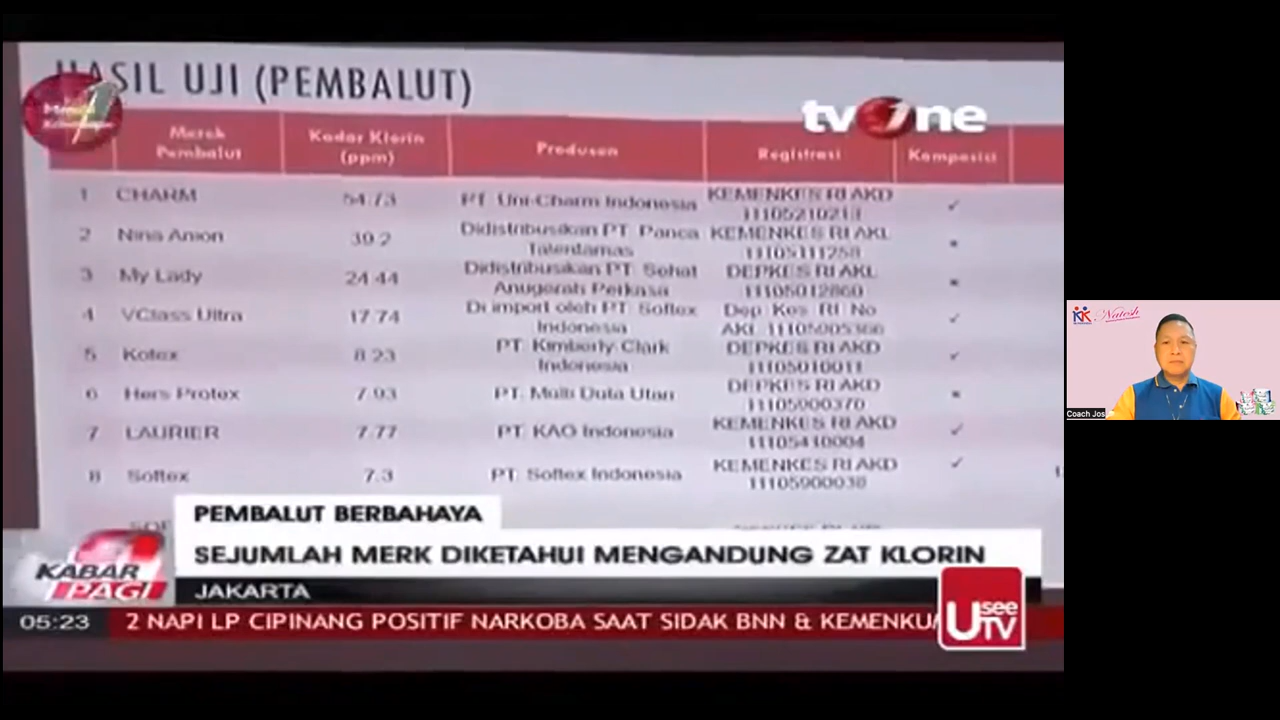 HASIL UJI (PEMBALUT)
tvOne
Merek Pembalut Kadar Klorin (ppm) Produsen Registrasi Komposisi
1 CHARM 54.73 PT. Uni-Charm Indonesia KEMENKES RI AKD 11105210213 ✓
2 Nina Anion 39.2 Didistribusikan PT. Panca Talentamas KEMENKES RI AKL
3 My Lady 24.44 Didistribusikan PT. Sehat Anugerah Perkasa DEPKES RI AKL
4 VClass Ultra 17.74 Di import oleh PT. Softex Indonesia Dep Kes RI No AKL ✓
5 Kotex 8.23 PT. Kimberly Clark Indonesia DEPKES RI AKD 11105010011 ✓
6 Hers Protex 7.93 PT. Multi Duta Utan DEPKES RI AKD 11105900370
7 LAURIER 7.77 PT. KAO Indonesia KEMENKES RI AKD 11105410004 ✓
8 Softex 7.3 PT. Softex Indonesia KEMENKES RI AKD 11105900038 ✓
PEMBALUT BERBAHAYA
SEJUMLAH MERK DIKETAHUI MENGANDUNG ZAT KLORIN
KABAR PAGI
JAKARTA
UseeTV
05:23 2 NAPI LP CIPINANG POSITIF NARKOBA SAAT SIDAK BNN &
KK Natesh
Coach Jos